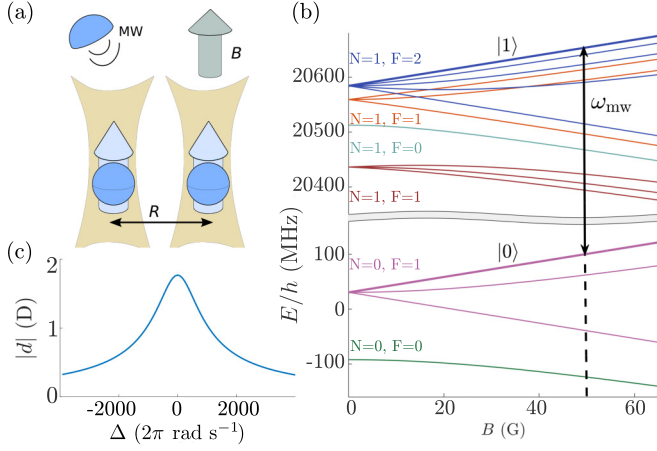 (a)
MW
B
R
(b)
|1⟩
N=1, F=2
20600
ω_mw
N=1, F=1
20500
N=1, F=0
20400
N=1, F=1
E/h (MHz)
|0⟩
100
N=0, F=1
0
-100
N=0, F=0
0 20 40 60
B (G)
(c)
2
|d| (D)
1
0
-2000 0 2000
Δ (2π rad s⁻¹)